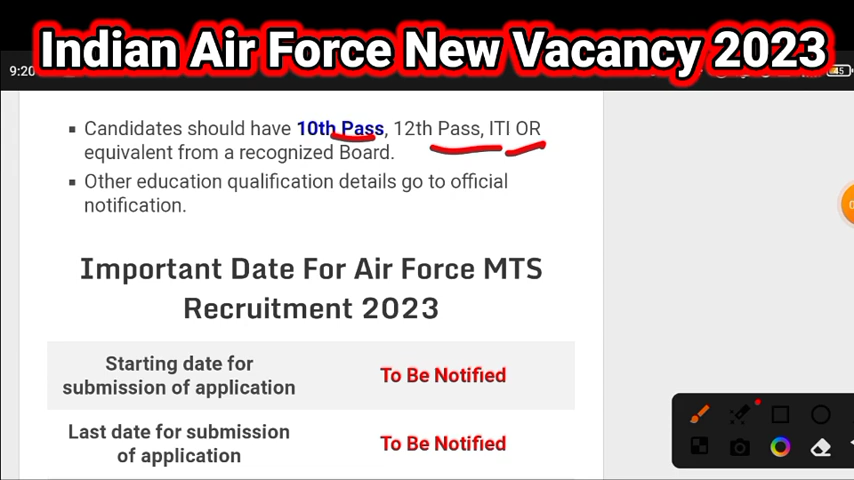 Indian Air Force New Vacancy 2023
9:20
45
▪ Candidates should have 10th Pass, 12th Pass, ITI OR
equivalent from a recognized Board.
▪ Other education qualification details go to official
notification.
Important Date For Air Force MTS
Recruitment 2023
Starting date for
submission of application
To Be Notified
Last date for submission
of application
To Be Notified